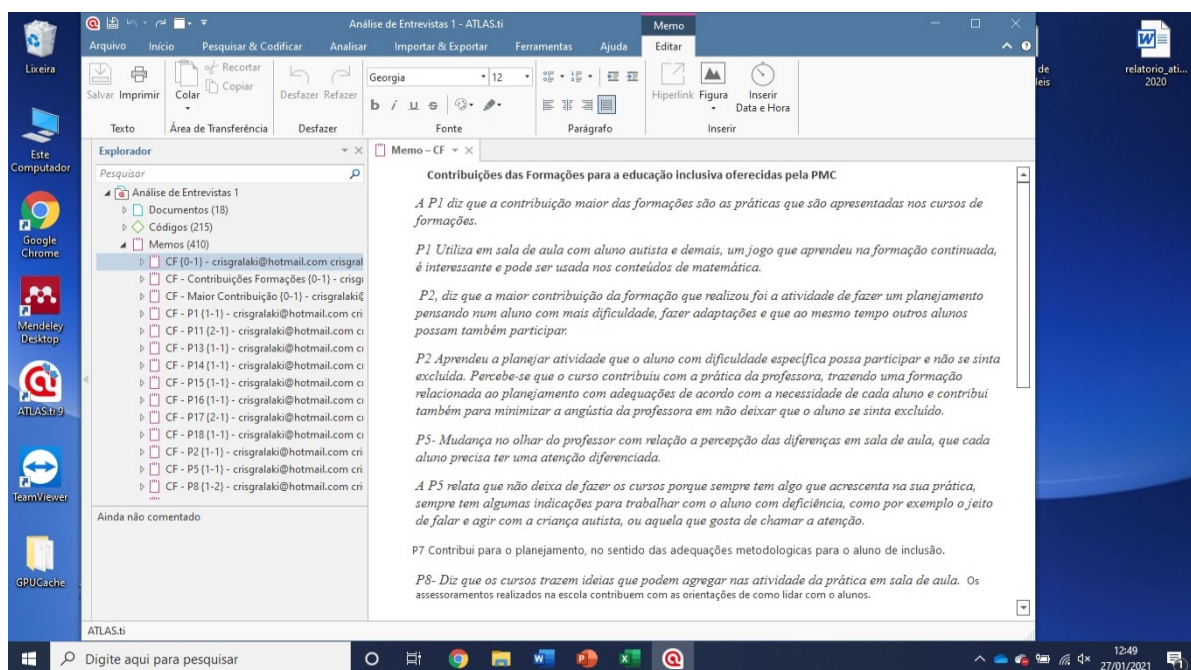 Análise de Entrevistas 1 - ATLAS.ti
Memo
Arquivo Início Pesquisar & Codificar Analisar Importar & Exportar Ferramentas Ajuda Editar
Salvar Imprimir Colar Recortar Copiar Desfazer Refazer Georgia 12 Hiperlink Figura Inserir Data e Hora
b i u s
Texto Área de Transferência Desfazer Fonte Parágrafo Inserir
Explorador
Pesquisar
Análise de Entrevistas 1
Documentos (18)
Códigos (215)
Memos (410)
CF {0-1} - crisgralaki@hotmail.com crisgral
CF - Contribuições Formações {0-1} - crisgr
CF - Maior Contribuição {0-1} - crisgralaki@
CF - P1 {1-1} - crisgralaki@hotmail.com cri
CF - P11 {2-1} - crisgralaki@hotmail.com cr
CF - P13 {1-1} - crisgralaki@hotmail.com cr
CF - P14 {1-1} - crisgralaki@hotmail.com cr
CF - P15 {1-1} - crisgralaki@hotmail.com cr
CF - P16 {1-1} - crisgralaki@hotmail.com cr
CF - P17 {2-1} - crisgralaki@hotmail.com cr
CF - P18 {1-1} - crisgralaki@hotmail.com cr
CF - P2 {1-1} - crisgralaki@hotmail.com cri
CF - P5 {1-1} - crisgralaki@hotmail.com cri
CF - P8 {1-2} - crisgralaki@hotmail.com cri
Ainda não comentado
Memo – CF
Contribuições das Formações para a educação inclusiva oferecidas pela PMC
A P1 diz que a contribuição maior das formações são as práticas que são apresentadas nos cursos de
formações.
P1 Utiliza em sala de aula com aluno autista e demais, um jogo que aprendeu na formação continuada,
é interessante e pode ser usada nos conteúdos de matemática.
P2, diz que a maior contribuição da formação que realizou foi a atividade de fazer um planejamento
pensando num aluno com mais dificuldade, fazer adaptações e que ao mesmo tempo outros alunos
possam também participar.
P2 Aprendeu a planejar atividade que o aluno com dificuldade específica possa participar e não se sinta
excluída. Percebe-se que o curso contribuiu com a prática da professora, trazendo uma formação
relacionada ao planejamento com adequações de acordo com a necessidade de cada aluno e contribui
também para minimizar a angústia da professora em não deixar que o aluno se sinta excluído.
P5- Mudança no olhar do professor com relação a percepção das diferenças em sala de aula, que cada
aluno precisa ter uma atenção diferenciada.
A P5 relata que não deixa de fazer os cursos porque sempre tem algo que acrescenta na sua prática,
sempre tem algumas indicações para trabalhar com o aluno com deficiência, como por exemplo o jeito
de falar e agir com a criança autista, ou aquela que gosta de chamar a atenção.
P7 Contribui para o planejamento, no sentido das adequações metodologicas para o aluno de inclusão.
P8- Diz que os cursos trazem ideias que podem agregar nas atividade da prática em sala de aula. Os
assessoramentos realizados na escola contribuem com as orientações de como lidar com o alunos.
ATLAS.ti
Lixeira
Este
Computador
Google
Chrome
Mendeley
Desktop
ATLAS.ti 9
TeamViewer
GPUCache
de
leis
relatorio_ati...
2020
Digite aqui para pesquisar
12:49
27/01/2021